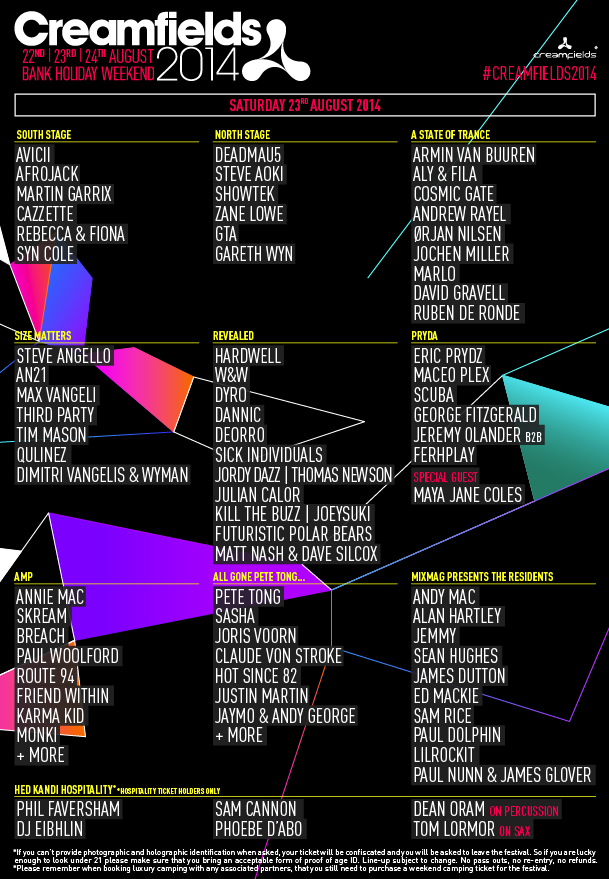 Creamfields
22ND | 23RD | 24TH AUGUST
BANK HOLIDAY WEEKEND
2014
creamfields
#CREAMFIELDS2014
SATURDAY 23RD AUGUST 2014
SOUTH STAGE
AVICII
AFROJACK
MARTIN GARRIX
CAZZETTE
REBECCA & FIONA
SYN COLE
NORTH STAGE
DEADMAU5
STEVE AOKI
SHOWTEK
ZANE LOWE
GTA
GARETH WYN
A STATE OF TRANCE
ARMIN VAN BUUREN
ALY & FILA
COSMIC GATE
ANDREW RAYEL
ØRJAN NILSEN
JOCHEN MILLER
MARLO
DAVID GRAVELL
RUBEN DE RONDE
SIZE MATTERS
STEVE ANGELLO
AN21
MAX VANGELI
THIRD PARTY
TIM MASON
QULINEZ
DIMITRI VANGELIS & WYMAN
REVEALED
HARDWELL
W&W
DYRO
DANNIC
DEORRO
SICK INDIVIDUALS
JORDY DAZZ | THOMAS NEWSON
JULIAN CALOR
KILL THE BUZZ | JOEYSUKI
FUTURISTIC POLAR BEARS
MATT NASH & DAVE SILCOX
PRYDA
ERIC PRYDZ
MACEO PLEX
SCUBA
GEORGE FITZGERALD
JEREMY OLANDER B2B
FERHPLAY
SPECIAL GUEST
MAYA JANE COLES
AMP
ANNIE MAC
SKREAM
BREACH
PAUL WOOLFORD
ROUTE 94
FRIEND WITHIN
KARMA KID
MONKI
+ MORE
ALL GONE PETE TONG...
PETE TONG
SASHA
JORIS VOORN
CLAUDE VON STROKE
HOT SINCE 82
JUSTIN MARTIN
JAYMO & ANDY GEORGE
+ MORE
MIXMAG PRESENTS THE RESIDENTS
ANDY MAC
ALAN HARTLEY
JEMMY
SEAN HUGHES
JAMES DUTTON
ED MACKIE
SAM RICE
PAUL DOLPHIN
LILROCKIT
PAUL NUNN & JAMES GLOVER
HED KANDI HOSPITALITY* *HOSPITALITY TICKET HOLDERS ONLY
PHIL FAVERSHAM
DJ EIBHLIN
SAM CANNON
PHOEBE D'ABO
DEAN ORAM ON PERCUSSION
TOM LORMOR ON SAX
*If you can't provide photographic and holographic identification when asked, your ticket will be confiscated and you will be asked to leave the festival. So if you are lucky
enough to look under 21 please make sure that you bring an acceptable form of proof of age ID. Line-up subject to change. No pass outs, no re-entry, no refunds.
*Please remember when booking luxury camping with any associated partners, that you still need to purchase a weekend camping ticket for the festival.